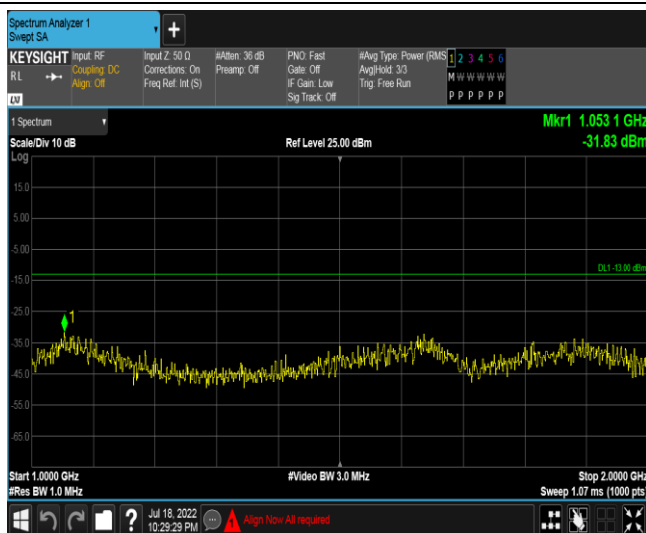 Spectrum Analyzer 1
Swept SA
KEYSIGHT
RL
LXI
Input: RF
Coupling: DC
Align: Off
Input Z: 50 Ω
Corrections: On
Freq Ref: Int (S)
#Atten: 36 dB
Preamp: Off
PNO: Fast
Gate: Off
IF Gain: Low
Sig Track: Off
#Avg Type: Power (RMS
Avg|Hold: 3/3
Trig: Free Run
1 2 3 4 5 6
M W W W W W
P P P P P P
1 Spectrum
Mkr1 1.053 1 GHz
Scale/Div 10 dB
Ref Level 25.00 dBm
-31.83 dBm
Log
15.0
5.00
-5.00
DL1 -13.00 dBm
-15.0
-25.0
1
-35.0
-45.0
-55.0
-65.0
Start 1.0000 GHz
#Video BW 3.0 MHz
Stop 2.0000 GHz
#Res BW 1.0 MHz
Sweep 1.07 ms (1000 pts)
?
Jul 18, 2022
10:29:29 PM
1
Align Now All required